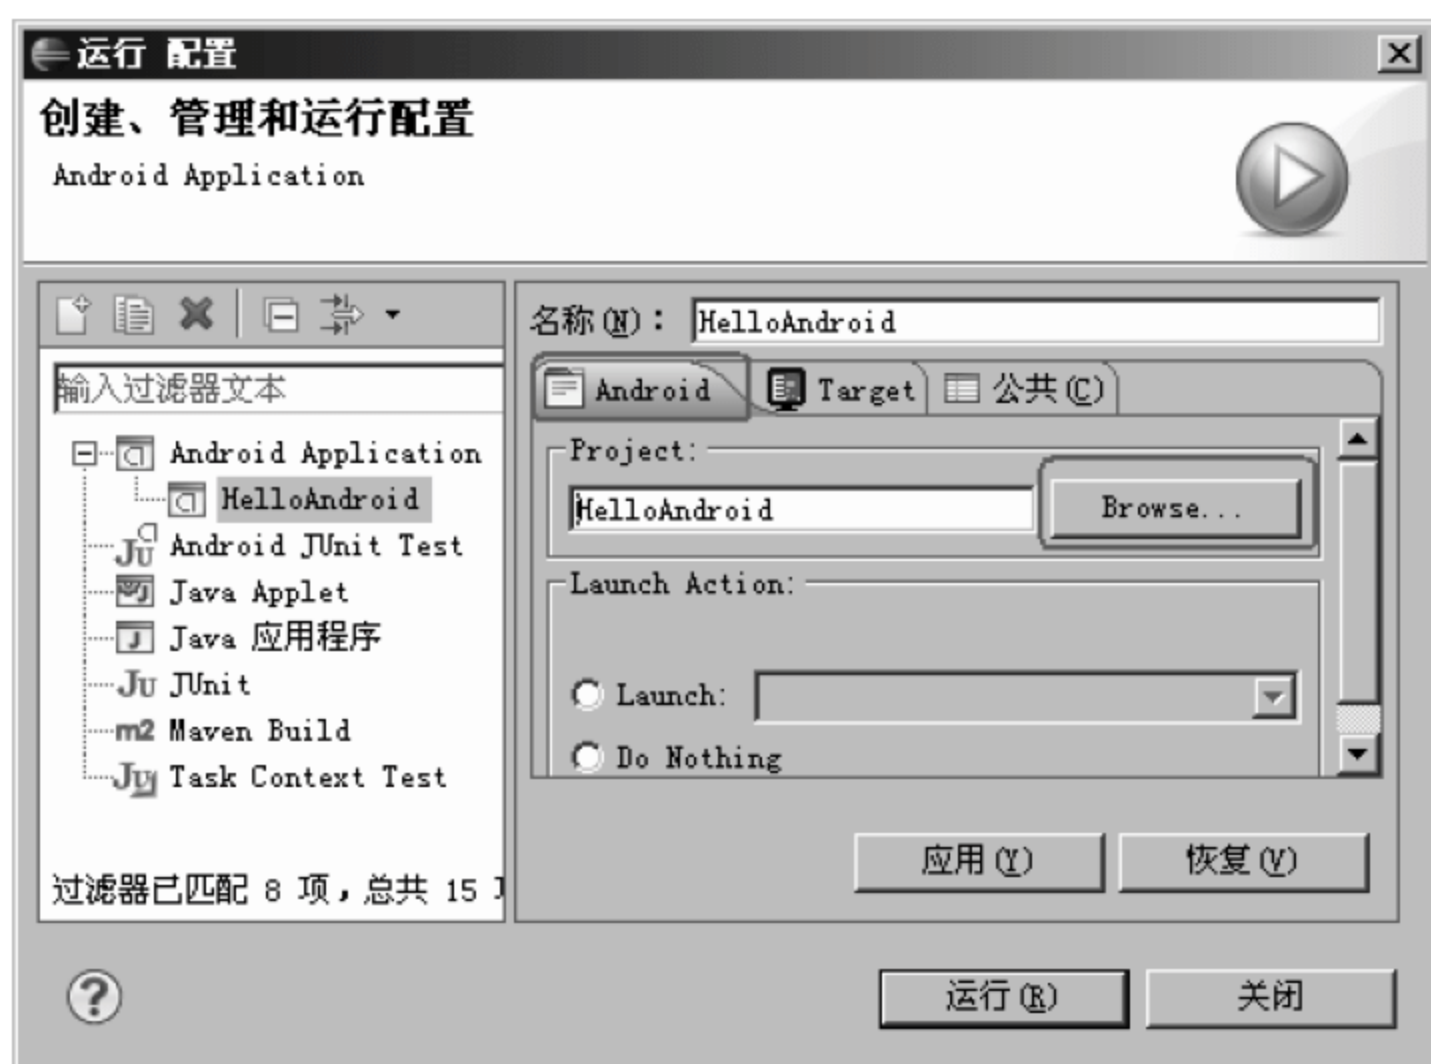 运行 配置
创建、管理和运行配置
Android Application
输入过滤器文本
Android Application
HelloAndroid
Android JUnit Test
Java Applet
Java 应用程序
JUnit
Maven Build
Task Context Test
过滤器已匹配 8 项，总共 15
名称(N)： HelloAndroid
Android Target 公共(C)
Project:
HelloAndroid Browse...
Launch Action:
Launch:
Do Nothing
应用(Y) 恢复(V)
运行(R) 关闭